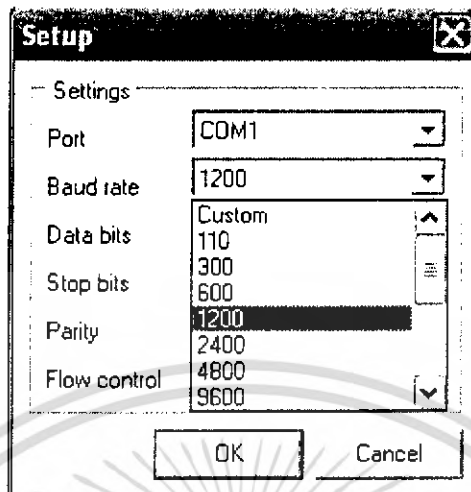 Setup
Settings
Port COM1
Baud rate 1200
Data bits
Stop bits
Parity
Flow control
Custom
110
300
600
1200
2400
4800
9600
OK Cancel